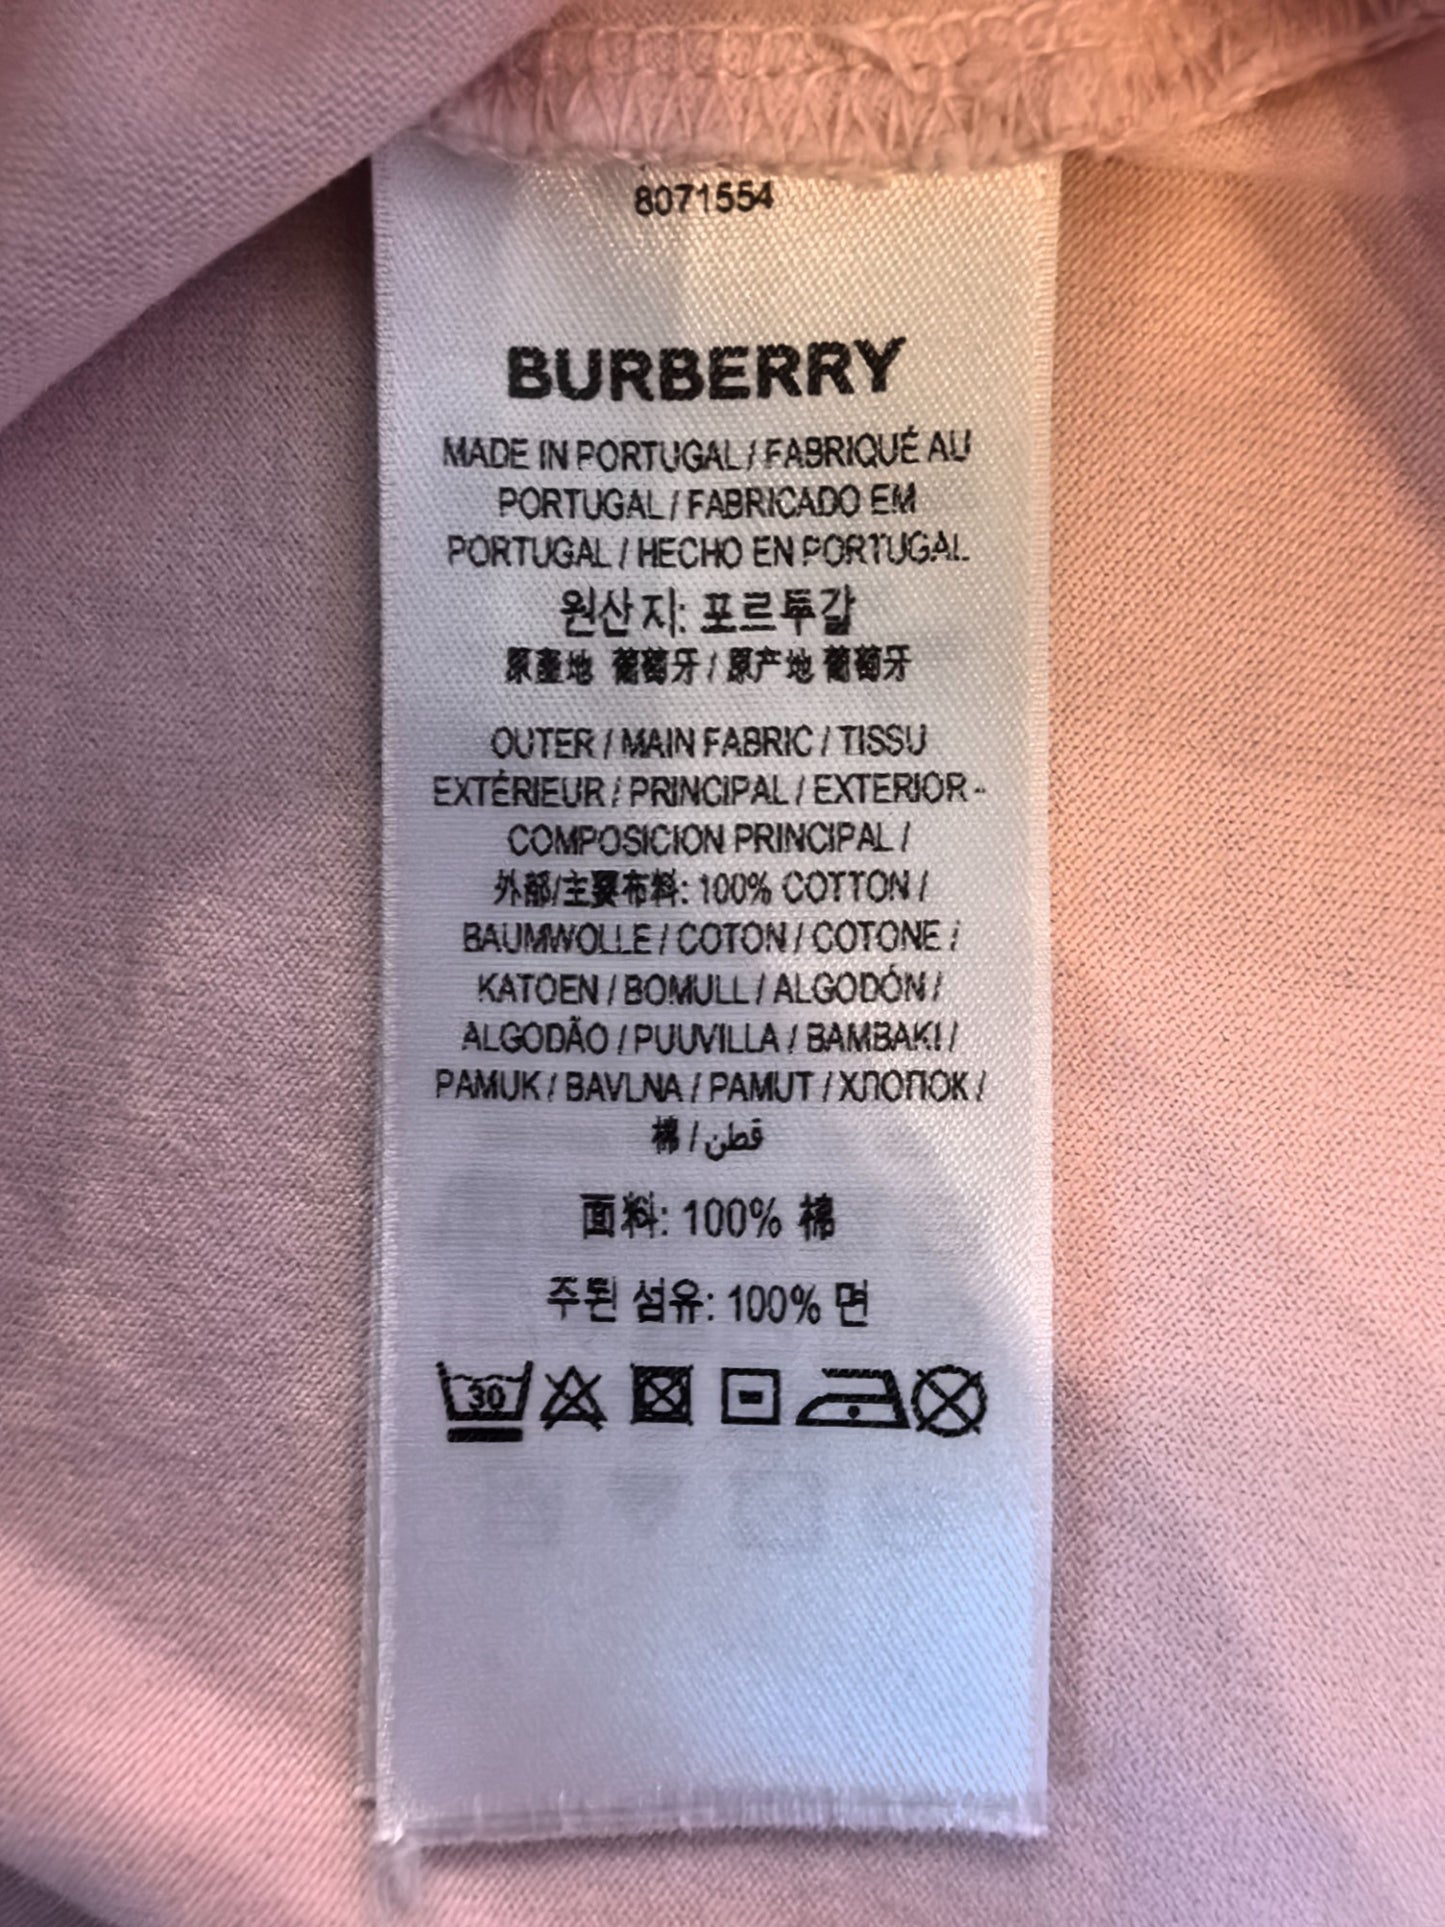 8071554
BURBERRY
MADE IN PORTUGAL / FABRIQUÉ AU
PORTUGAL / FABRICADO EM
PORTUGAL / HECHO EN PORTUGAL
원산지: 포르투갈
原產地 葡萄牙 / 原产地 葡萄牙
OUTER / MAIN FABRIC / TISSU
EXTÉRIEUR / PRINCIPAL / EXTERIOR -
COMPOSICION PRINCIPAL /
外部/主要布料: 100% COTTON /
BAUMWOLLE / COTON / COTONE /
KATOEN / BOMULL / ALGODÓN /
ALGODÃO / PUUVILLA / BAMBAKI /
PAMUK / BAVLNA / PAMUT / ХЛОПОК /
棉 / قطن
面料: 100% 棉
주된 섬유: 100% 면
30